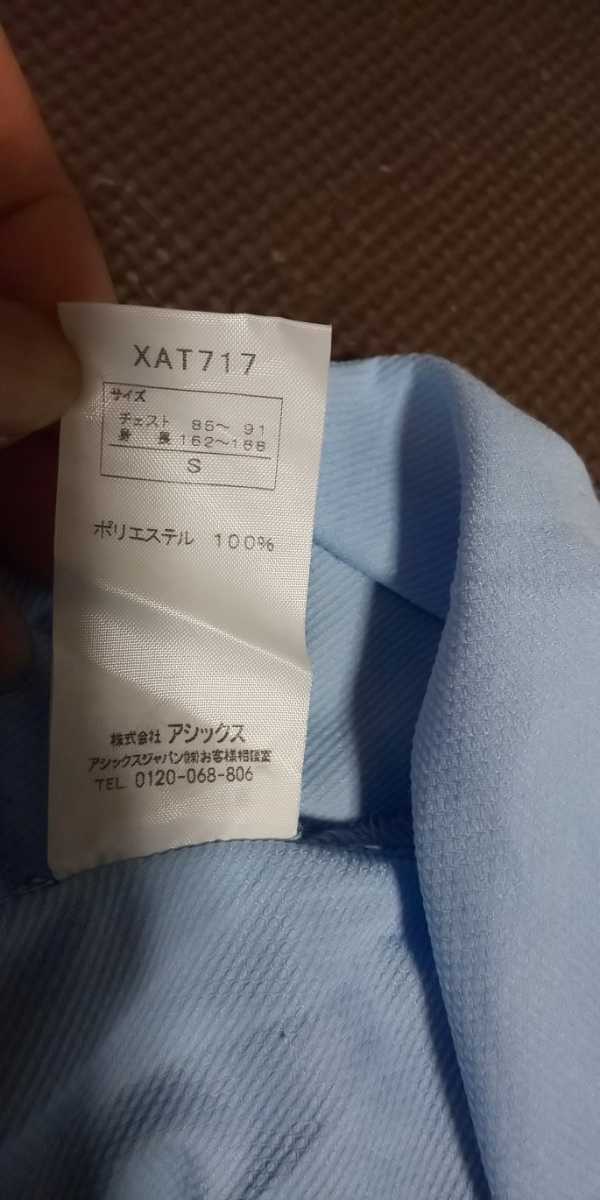 XAT717
サイズ
チェスト 85～ 91
身 長 162～168
S
ポリエステル 100%
株式会社 アシックス
アシックスジャパン(株)お客様相談室
TEL 0120-068-806